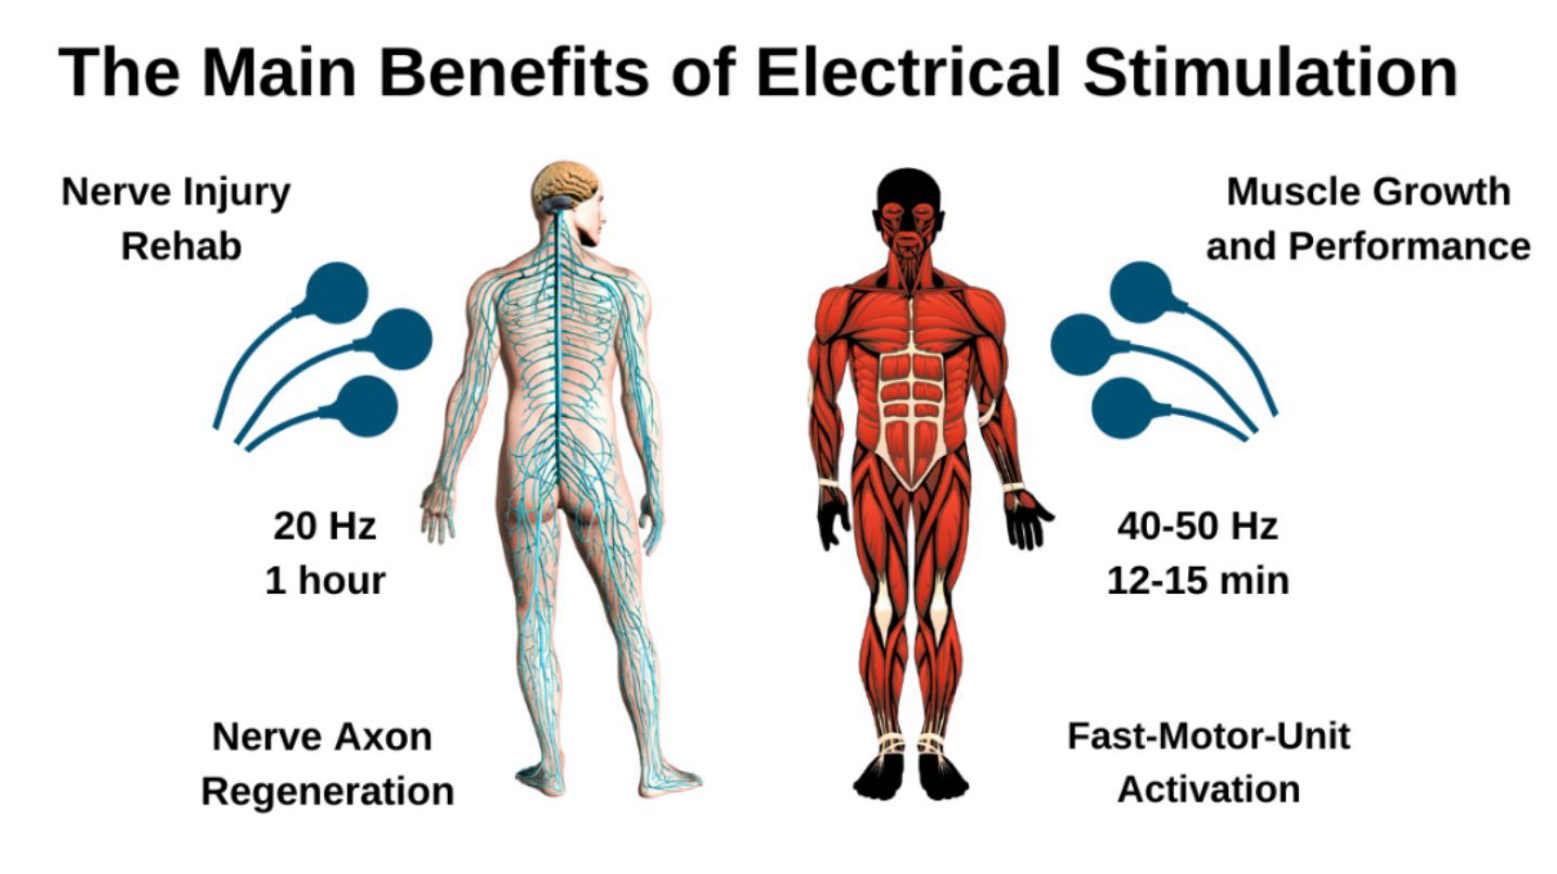 The Main Benefits of Electrical Stimulation
Nerve Injury
Rehab
20 Hz
1 hour
Nerve Axon
Regeneration
Muscle Growth
and Performance
40-50 Hz
12-15 min
Fast-Motor-Unit
Activation